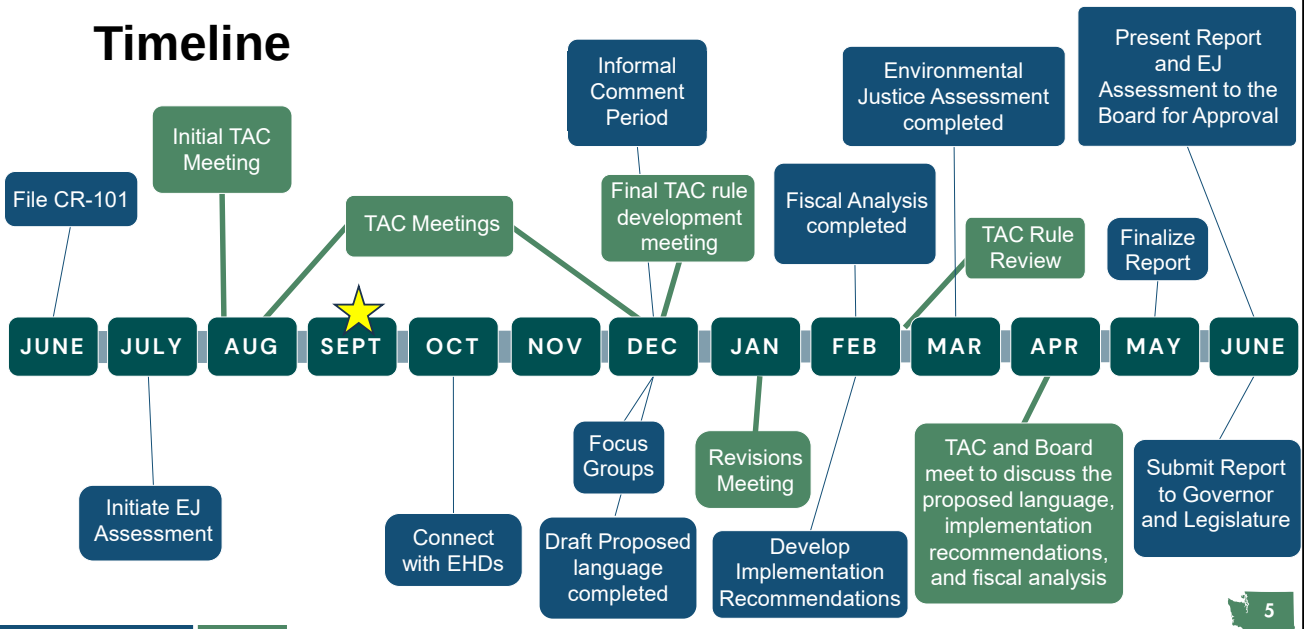 Timeline
File CR-101
Initial TAC
Meeting
TAC Meetings
Informal
Comment
Period
Final TAC rule
development
meeting
Fiscal Analysis
completed
Environmental
Justice Assessment
completed
TAC Rule
Review
Present Report
and EJ
Assessment to the
Board for Approval
Finalize
Report
JUNE
JULY
AUG
SEPT
OCT
NOV
DEC
JAN
FEB
MAR
APR
MAY
JUNE
Initiate EJ
Assessment
Connect
with EHDs
Focus
Groups
Draft Proposed
language
completed
Revisions
Meeting
Develop
Implementation
Recommendations
TAC and Board
meet to discuss the
proposed language,
implementation
recommendations,
and fiscal analysis
Submit Report
to Governor
and Legislature
5